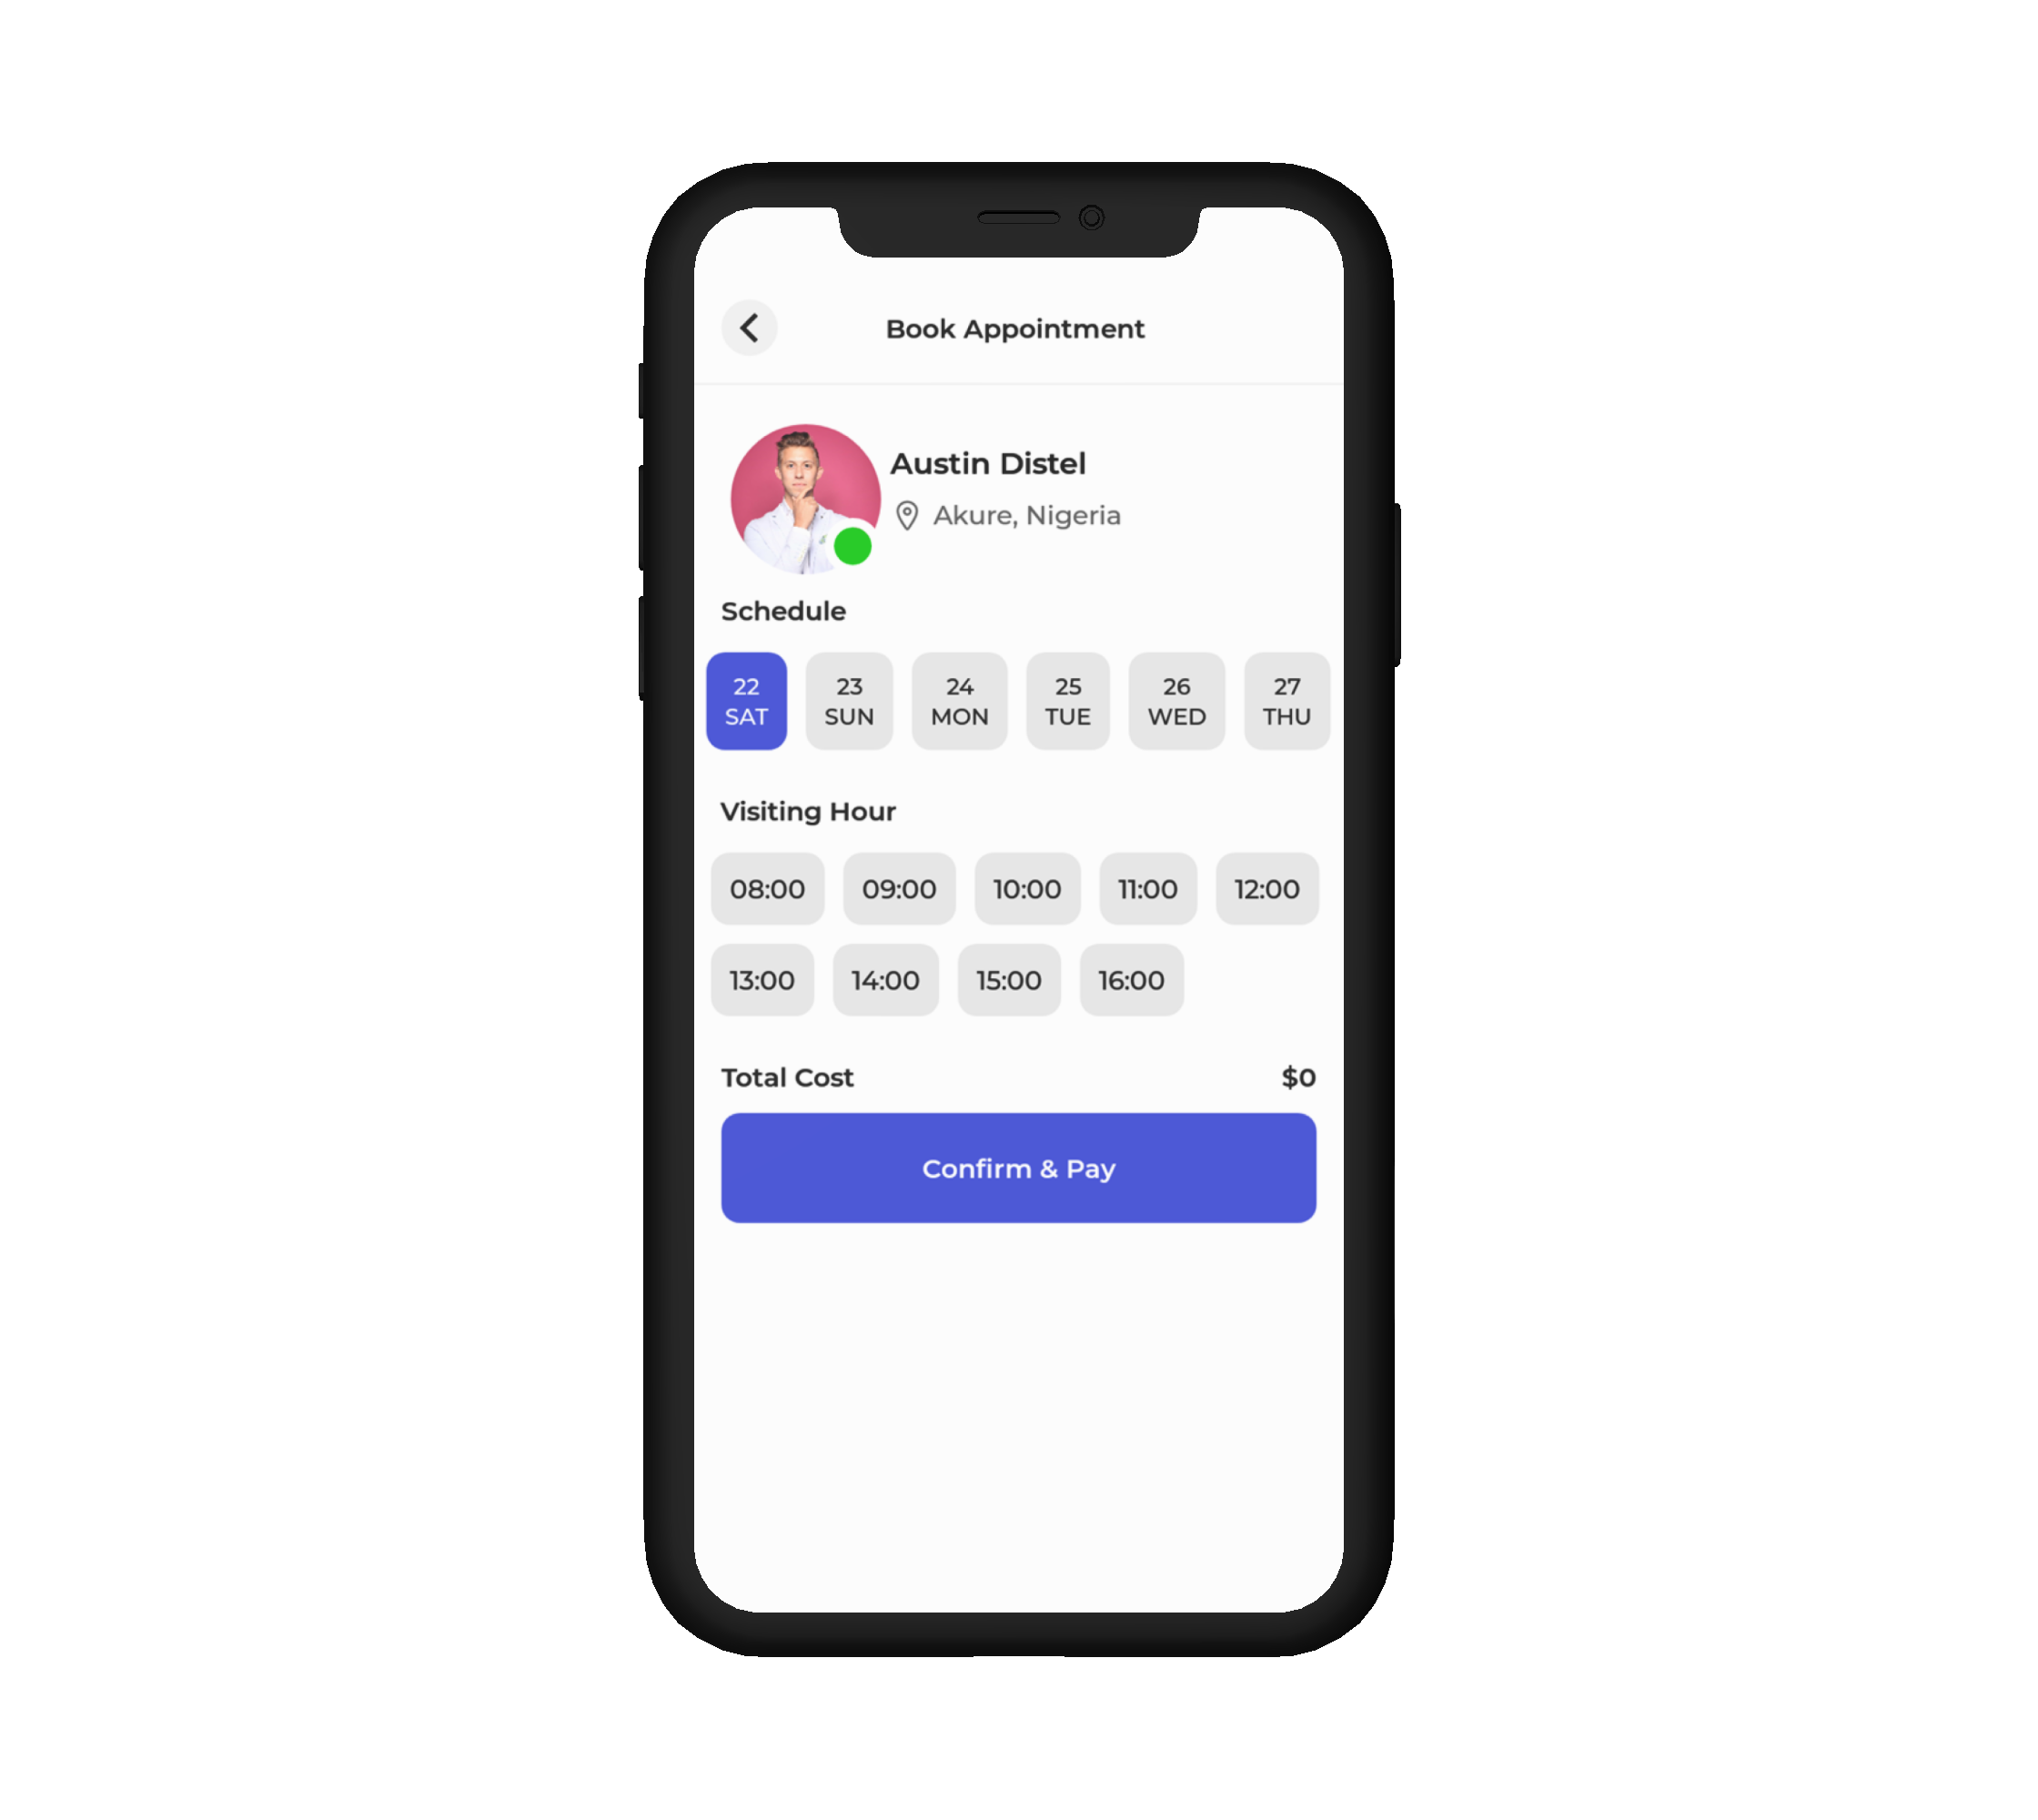 Book Appointment
Austin Distel
Akure, Nigeria
Schedule
22 23 24 25 26 27
SAT SUN MON TUE WED THU
Visiting Hour
08:00 09:00 10:00 11:00 12:00
13:00 14:00 15:00 16:00
Total Cost $0
Confirm & Pay